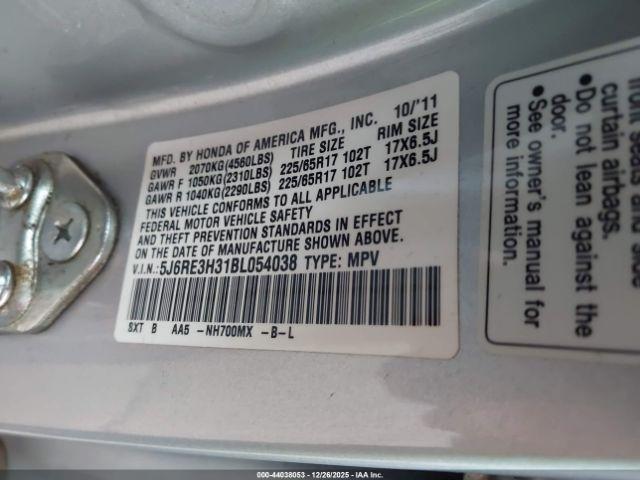 MFD. BY HONDA OF AMERICA MFG., INC. 10/'11
GVWR 2070KG(4560LBS) TIRE SIZE RIM SIZE
GAWR F 1050KG(2310LBS) 225/65R17 102T 17X6.5J
GAWR R 1040KG(2290LBS) 225/65R17 102T 17X6.5J
THIS VEHICLE CONFORMS TO ALL APPLICABLE
FEDERAL MOTOR VEHICLE SAFETY
AND THEFT PREVENTION STANDARDS IN EFFECT
ON THE DATE OF MANUFACTURE SHOWN ABOVE.
V.I.N.: 5J6RE3H31BL054038 TYPE: MPV
SXT B AA5 -NH700MX -B-L
curtain airbags.
•Do not lean against the
door.
•See owner's manual for
more information.
000-44038053 - 12/26/2025 - IAA Inc.